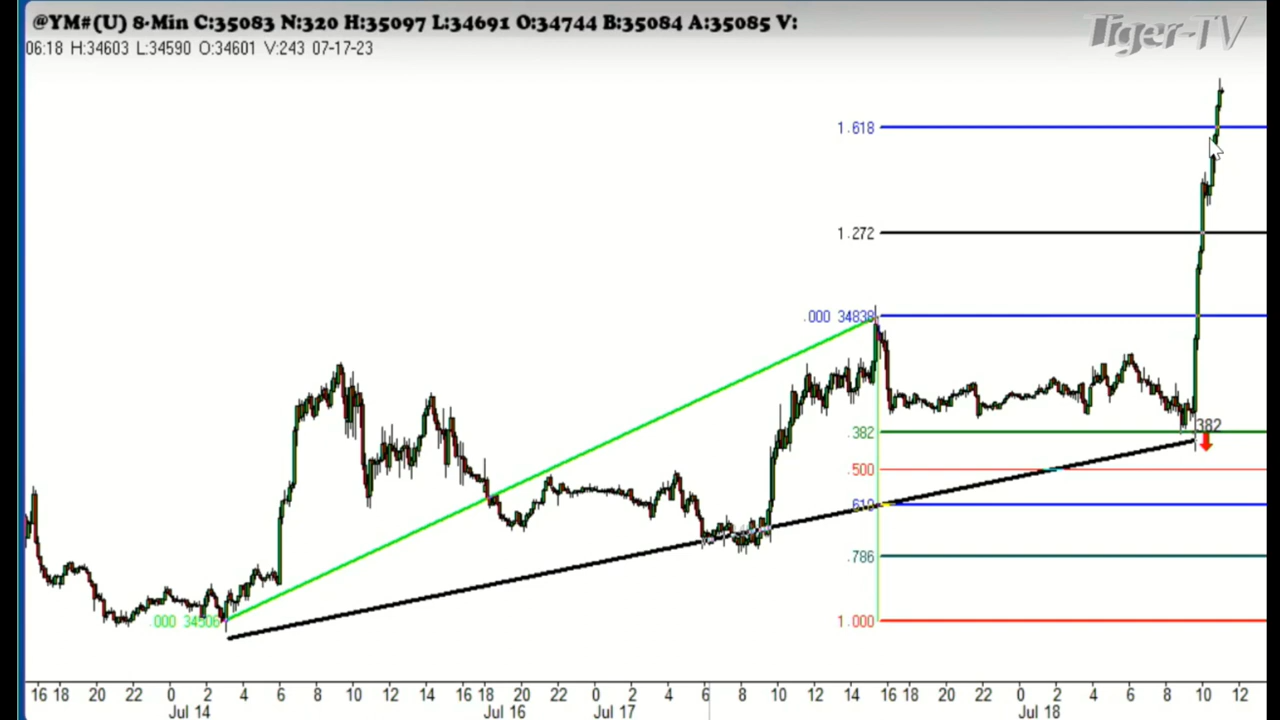 @YM#(U) 8-Min C:35083 N:320 H:35097 L:34691 O:34744 B:35084 A:35085 V:
Tiger-TV
06:18 H:34603 L:34590 O:34601 V:243 07-17-23
1.618
1.272
.000 34838
.382
382
.500
.786
.000 34506
1.000
16 18 20 22 0 2 4 6 8 10 12 14 16 18 20 22 0 2 4 6 8 10 12 14 16 18 20 22 0 2 4 6 8 10 12
Jul 14 Jul 16 Jul 17 Jul 18